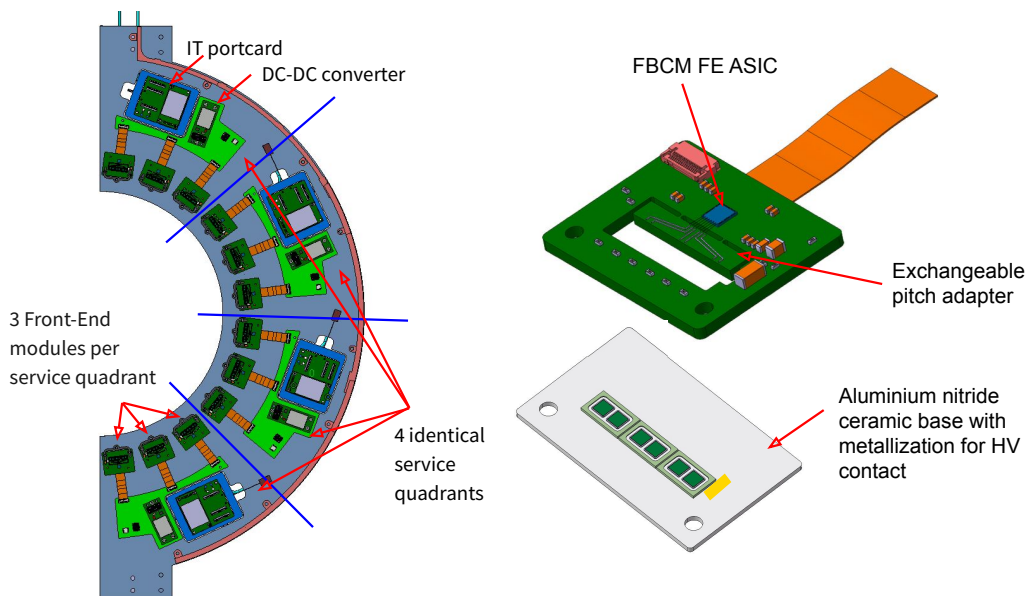 IT portcard
DC-DC converter
3 Front-End
modules per
service quadrant
4 identical
service
quadrants
FBCM FE ASIC
Exchangeable
pitch adapter
Aluminium nitride
ceramic base with
metallization for HV
contact